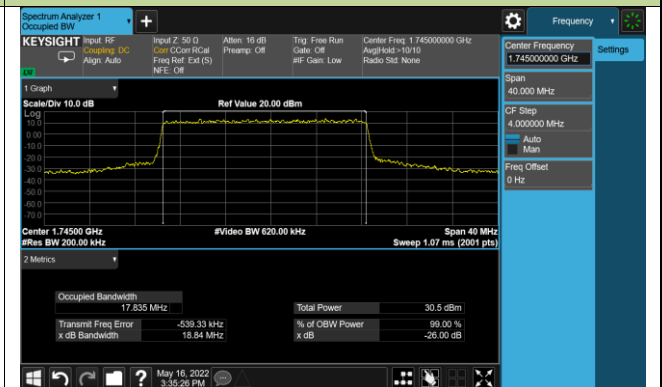 Spectrum Analyzer 1
Occupied BW
+
Frequency
KEYSIGHT
Input: RF
Coupling: DC
Align: Auto
Input Z: 50 Ω
Corr CCorr RCal
Freq Ref: Ext (S)
NFE: Off
Atten: 16 dB
Preamp: Off
Trig: Free Run
Gate: Off
#IF Gain: Low
Center Freq: 1.745000000 GHz
Avg|Hold:>10/10
Radio Std: None
LXI
Center Frequency
1.745000000 GHz
Settings
Span
40.000 MHz
CF Step
4.000000 MHz
Auto
Man
Freq Offset
0 Hz
1 Graph
Scale/Div 10.0 dB
Ref Value 20.00 dBm
Log
10.0
0.00
-10.0
-20.0
-30.0
-40.0
-50.0
-60.0
-70.0
Center 1.74500 GHz
#Video BW 620.00 kHz
Span 40 MHz
#Res BW 200.00 kHz
Sweep 1.07 ms (2001 pts)
2 Metrics
Occupied Bandwidth
17.835 MHz
Total Power
30.5 dBm
Transmit Freq Error
-539.33 kHz
% of OBW Power
99.00 %
x dB Bandwidth
18.84 MHz
x dB
-26.00 dB
?
May 16, 2022
3:35:26 PM